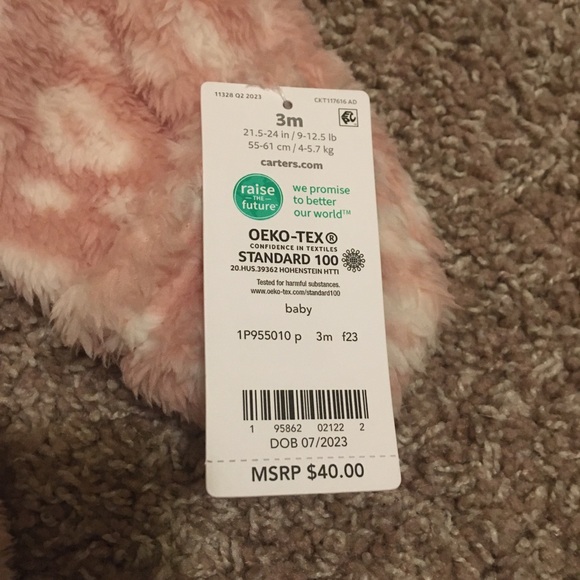 11328 Q2 2023
CKT117616 AD
3m
21.5-24 in / 9-12.5 lb
55-61 cm / 4-5.7 kg
carters.com
raise
THE
future
we promise
to better
our world™
OEKO-TEX®
CONFIDENCE IN TEXTILES
STANDARD 100
20.HUS.39362 HOHENSTEIN HTTI
Tested for harmful substances.
www.oeko-tex.com/standard100
baby
1P955010 p 3m f23
1 95862 02122 2
DOB 07/2023
MSRP $40.00